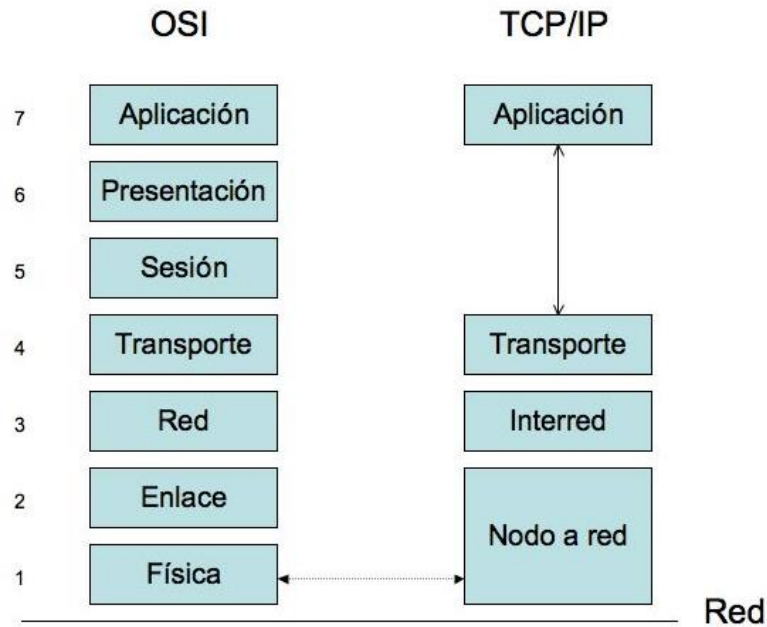 OSI TCP/IP
7 Aplicación Aplicación
6 Presentación
5 Sesión
4 Transporte Transporte
3 Red Interred
2 Enlace
Nodo a red
1 Física
Red